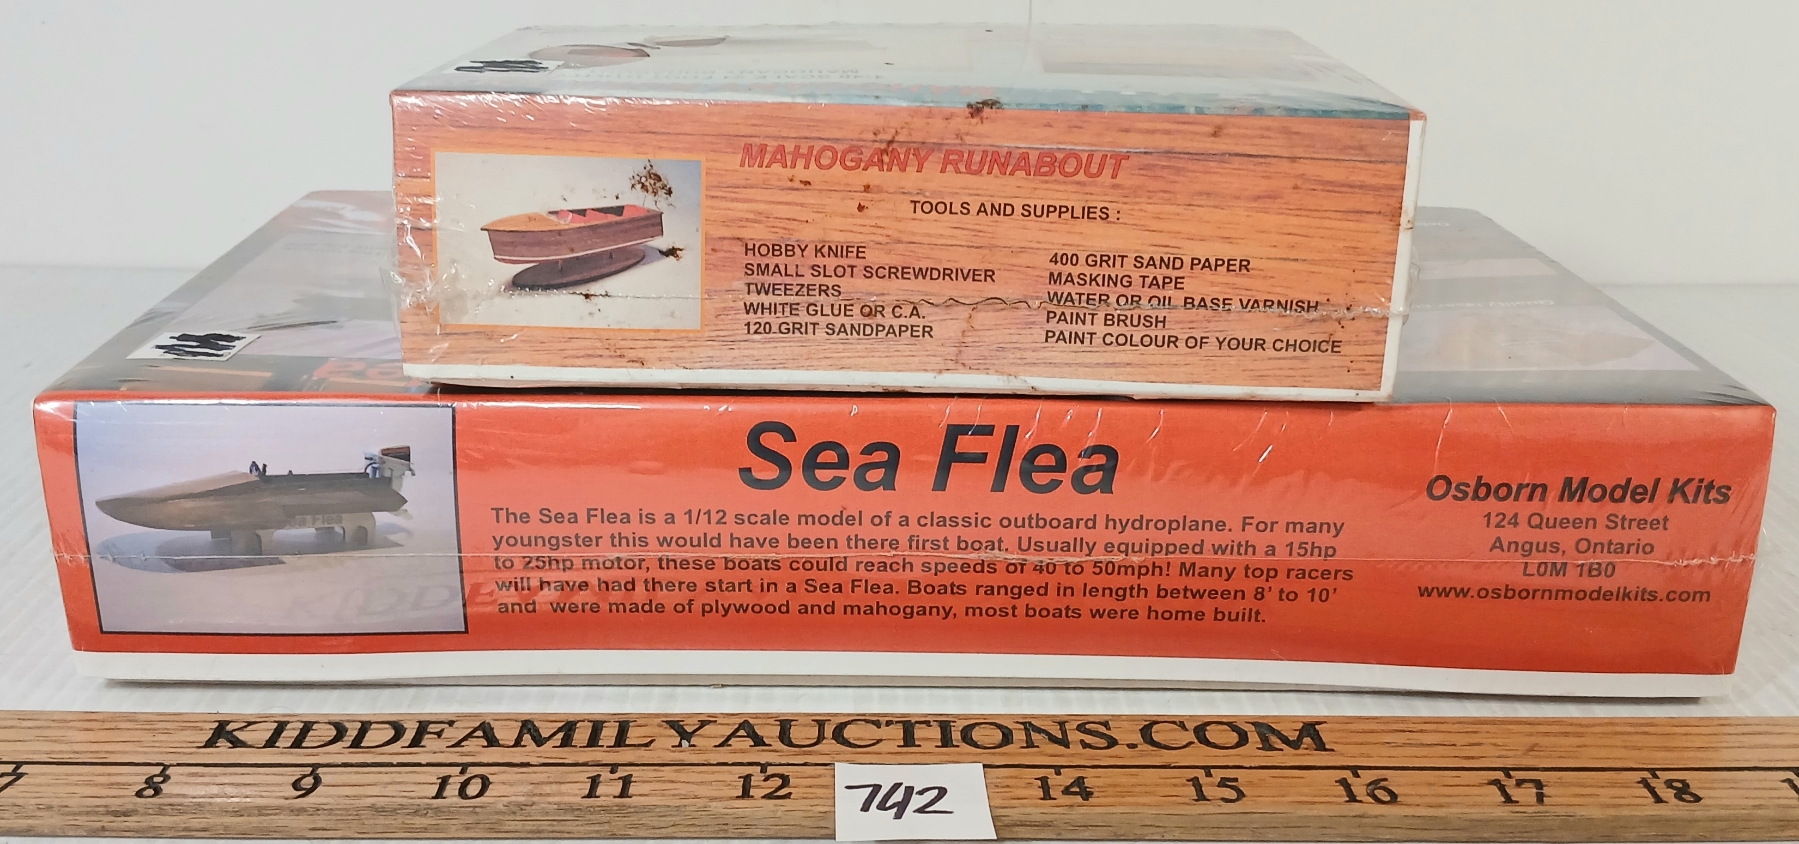 MAHOGANY RUNABOUT
TOOLS AND SUPPLIES :
HOBBY KNIFE
SMALL SLOT SCREWDRIVER
TWEEZERS
WHITE GLUE OR C.A.
120 GRIT SANDPAPER
400 GRIT SAND PAPER
MASKING TAPE
WATER OR OIL BASE VARNISH
PAINT BRUSH
PAINT COLOUR OF YOUR CHOICE
Sea Flea
The Sea Flea is a 1/12 scale model of a classic outboard hydroplane. For many
youngster this would have been there first boat. Usually equipped with a 15hp
to 25hp motor, these boats could reach speeds of 40 to 50mph! Many top racers
will have had there start in a Sea Flea. Boats ranged in length between 8' to 10'
and were made of plywood and mahogany, most boats were home built.
Osborn Model Kits
124 Queen Street
Angus, Ontario
L0M 1B0
www.osbornmodelkits.com
KIDDFAMILYAUCTIONS.COM
7 8 9 10 11 12 14 15 16 17 18
742